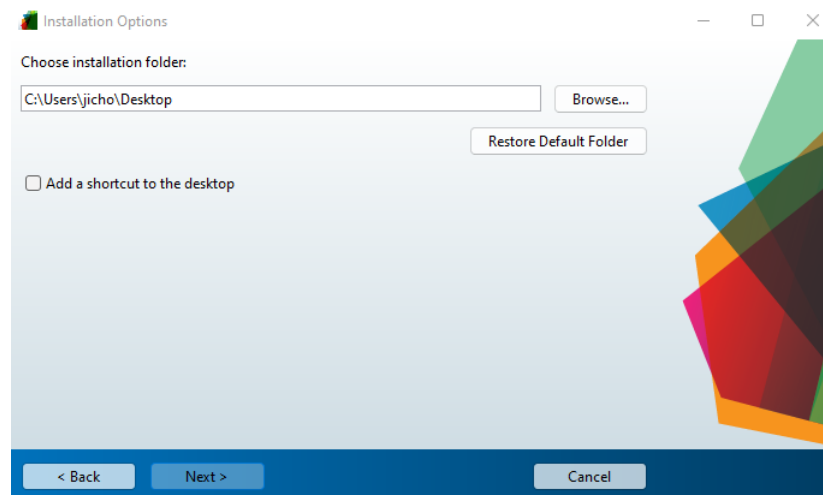 Installation Options
Choose installation folder:
C:\Users\jicho\Desktop
Browse...
Restore Default Folder
Add a shortcut to the desktop
< Back
Next >
Cancel